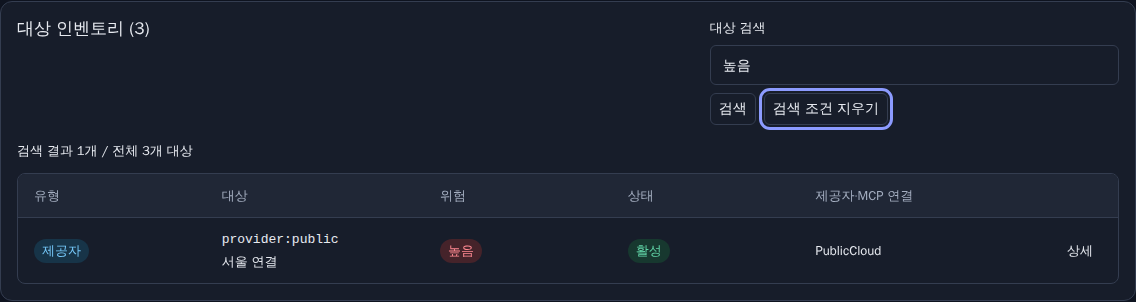 대상 인벤토리 (3)
대상 검색
높음
검색 검색 조건 지우기
검색 결과 1개 / 전체 3개 대상
유형 대상 위험 상태 제공자·MCP 연결
제공자 provider:public 높음 활성 PublicCloud 상세
서울 연결